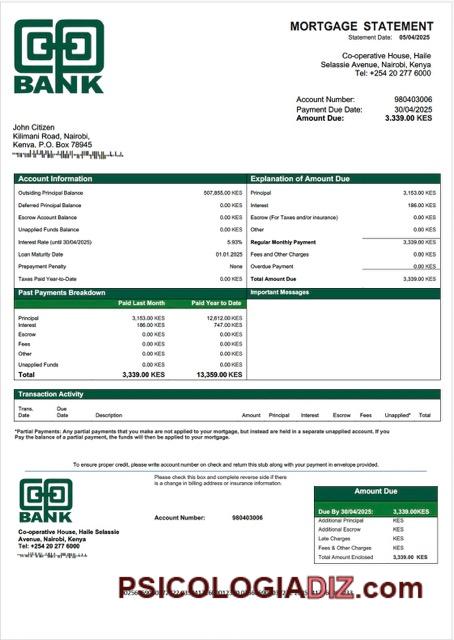 BANK
MORTGAGE STATEMENT
Statement Date: 05/04/2025
Co-operative House, Haile
Selassie Avenue, Nairobi, Kenya
Tel: +254 20 277 6000
Account Number: 980403006
Payment Due Date: 30/04/2025
Amount Due: 3.339.00 KES
John Citizen
Kilimani Road, Nairobi,
Kenva. P.O. Box 78945
Account Information
Outsiding Principal Balance 507,855.00 KES
Deferred Principal Balance 0.00 KES
Escrow Account Balance 0.00 KES
Unapplied Funds Balance 0.00 KES
Interest Rate (until 30/04/2025) 5.93%
Loan Maturity Date 01.01.2025
Prepayment Penalty None
Taxes Paid Year-to-Date 0.00 KES
Explanation of Amount Due
Principal 3,153.00 KES
Interest 186.00 KES
Escrow (For Taxes and/or insurance) 0.00 KES
Other 0.00 KES
Regular Monthly Payment 3,339.00 KES
Fees and Other Charges 0.00 KES
Overdue Payment 0.00 KES
Total Amount Due 3,339.00 KES
Past Payments Breakdown
Paid Last Month Paid Year to Date
Principal 3,153.00 KES 12,612.00 KES
Interest 186.00 KES 747.00 KES
Escrow 0.00 KES 0.00 KES
Fees 0.00 KES 0.00 KES
Other 0.00 KES 0.00 KES
Unapplied Funds 0.00 KES 0.00 KES
Total 3,339.00 KES 13,359.00 KES
Important Messages
Transaction Activity
Trans. Date Due Date Description Amount Principal Interest Escrow Fees Unapplied* Total
*Partial Payments: Any partial payments that you make are not applied to your mortgage, but instead are held in a separate unapplied account. If you
Pay the balance of a partial payment, the funds will then be applied to your mortgage.
To ensure proper credit, please write account number on check and return this stub along with your payment in envelope provided.
BANK
Co-operative House, Haile Selassie
Avenue, Nairobi, Kenya
Tel: +254 20 277 6000
Please check this box and complete reverse side if there
is a change in billing address or insurance information.
Account Number: 980403006
Amount Due
Due By 30/04/2025: 3,339.00KES
Additional Principal KES
Additional Escrow KES
Late Charges KES
Fees & Other Charges KES
Total Amount Enclosed 3,339.00 KES
PSICOLOGIADIZ.com